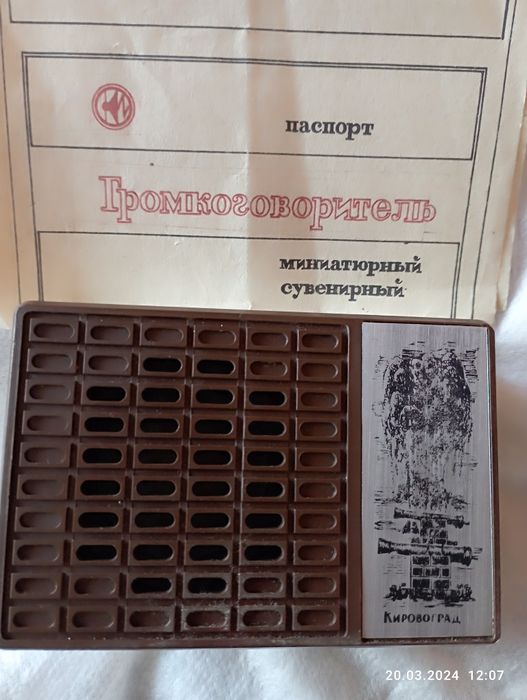 паспорт
Громкоговоритель
миниатюрный
сувенирный
Кировоград
20.03.2024 12:07